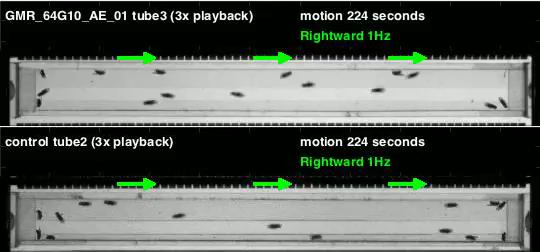 GMR_64G10_AE_01 tube3 (3x playback) motion 224 seconds
Rightward 1Hz
control tube2 (3x playback) motion 224 seconds
Rightward 1Hz